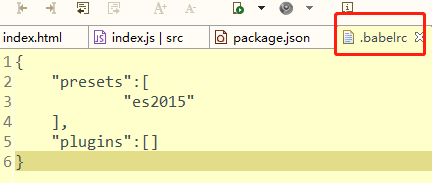 index.html
index.js | src
package.json
.babelrc
1 {
2 "presets":[
3 "es2015"
4 ],
5 "plugins":[]
6 }